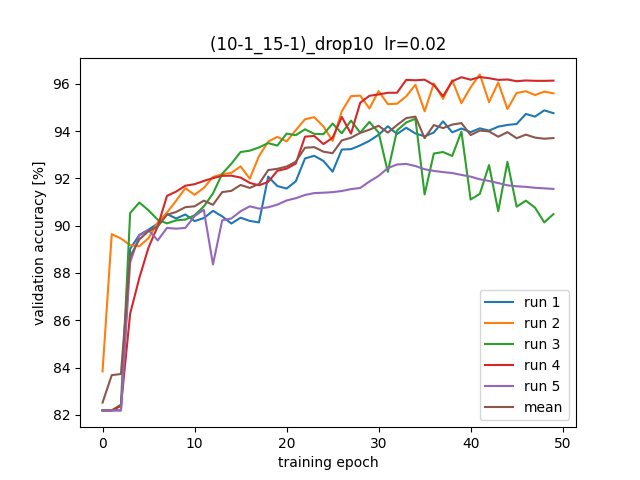 (10-1_15-1)_drop10  lr=0.02
validation accuracy [%]
96
94
92
90
88
86
84
82
0
10
20
30
40
50
training epoch
run 1
run 2
run 3
run 4
run 5
mean